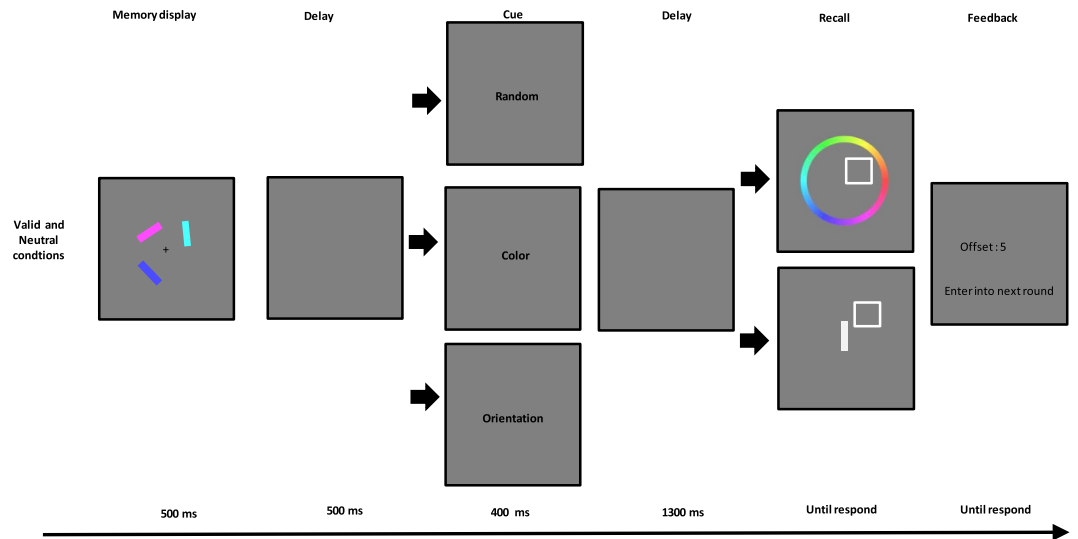 Memory display
Delay
Cue
Delay
Recall
Feedback
Random
Valid and
Neutral
condtions
Color
Offset : 5
Enter into next round
Orientation
500 ms
500 ms
400 ms
1300 ms
Until respond
Until respond